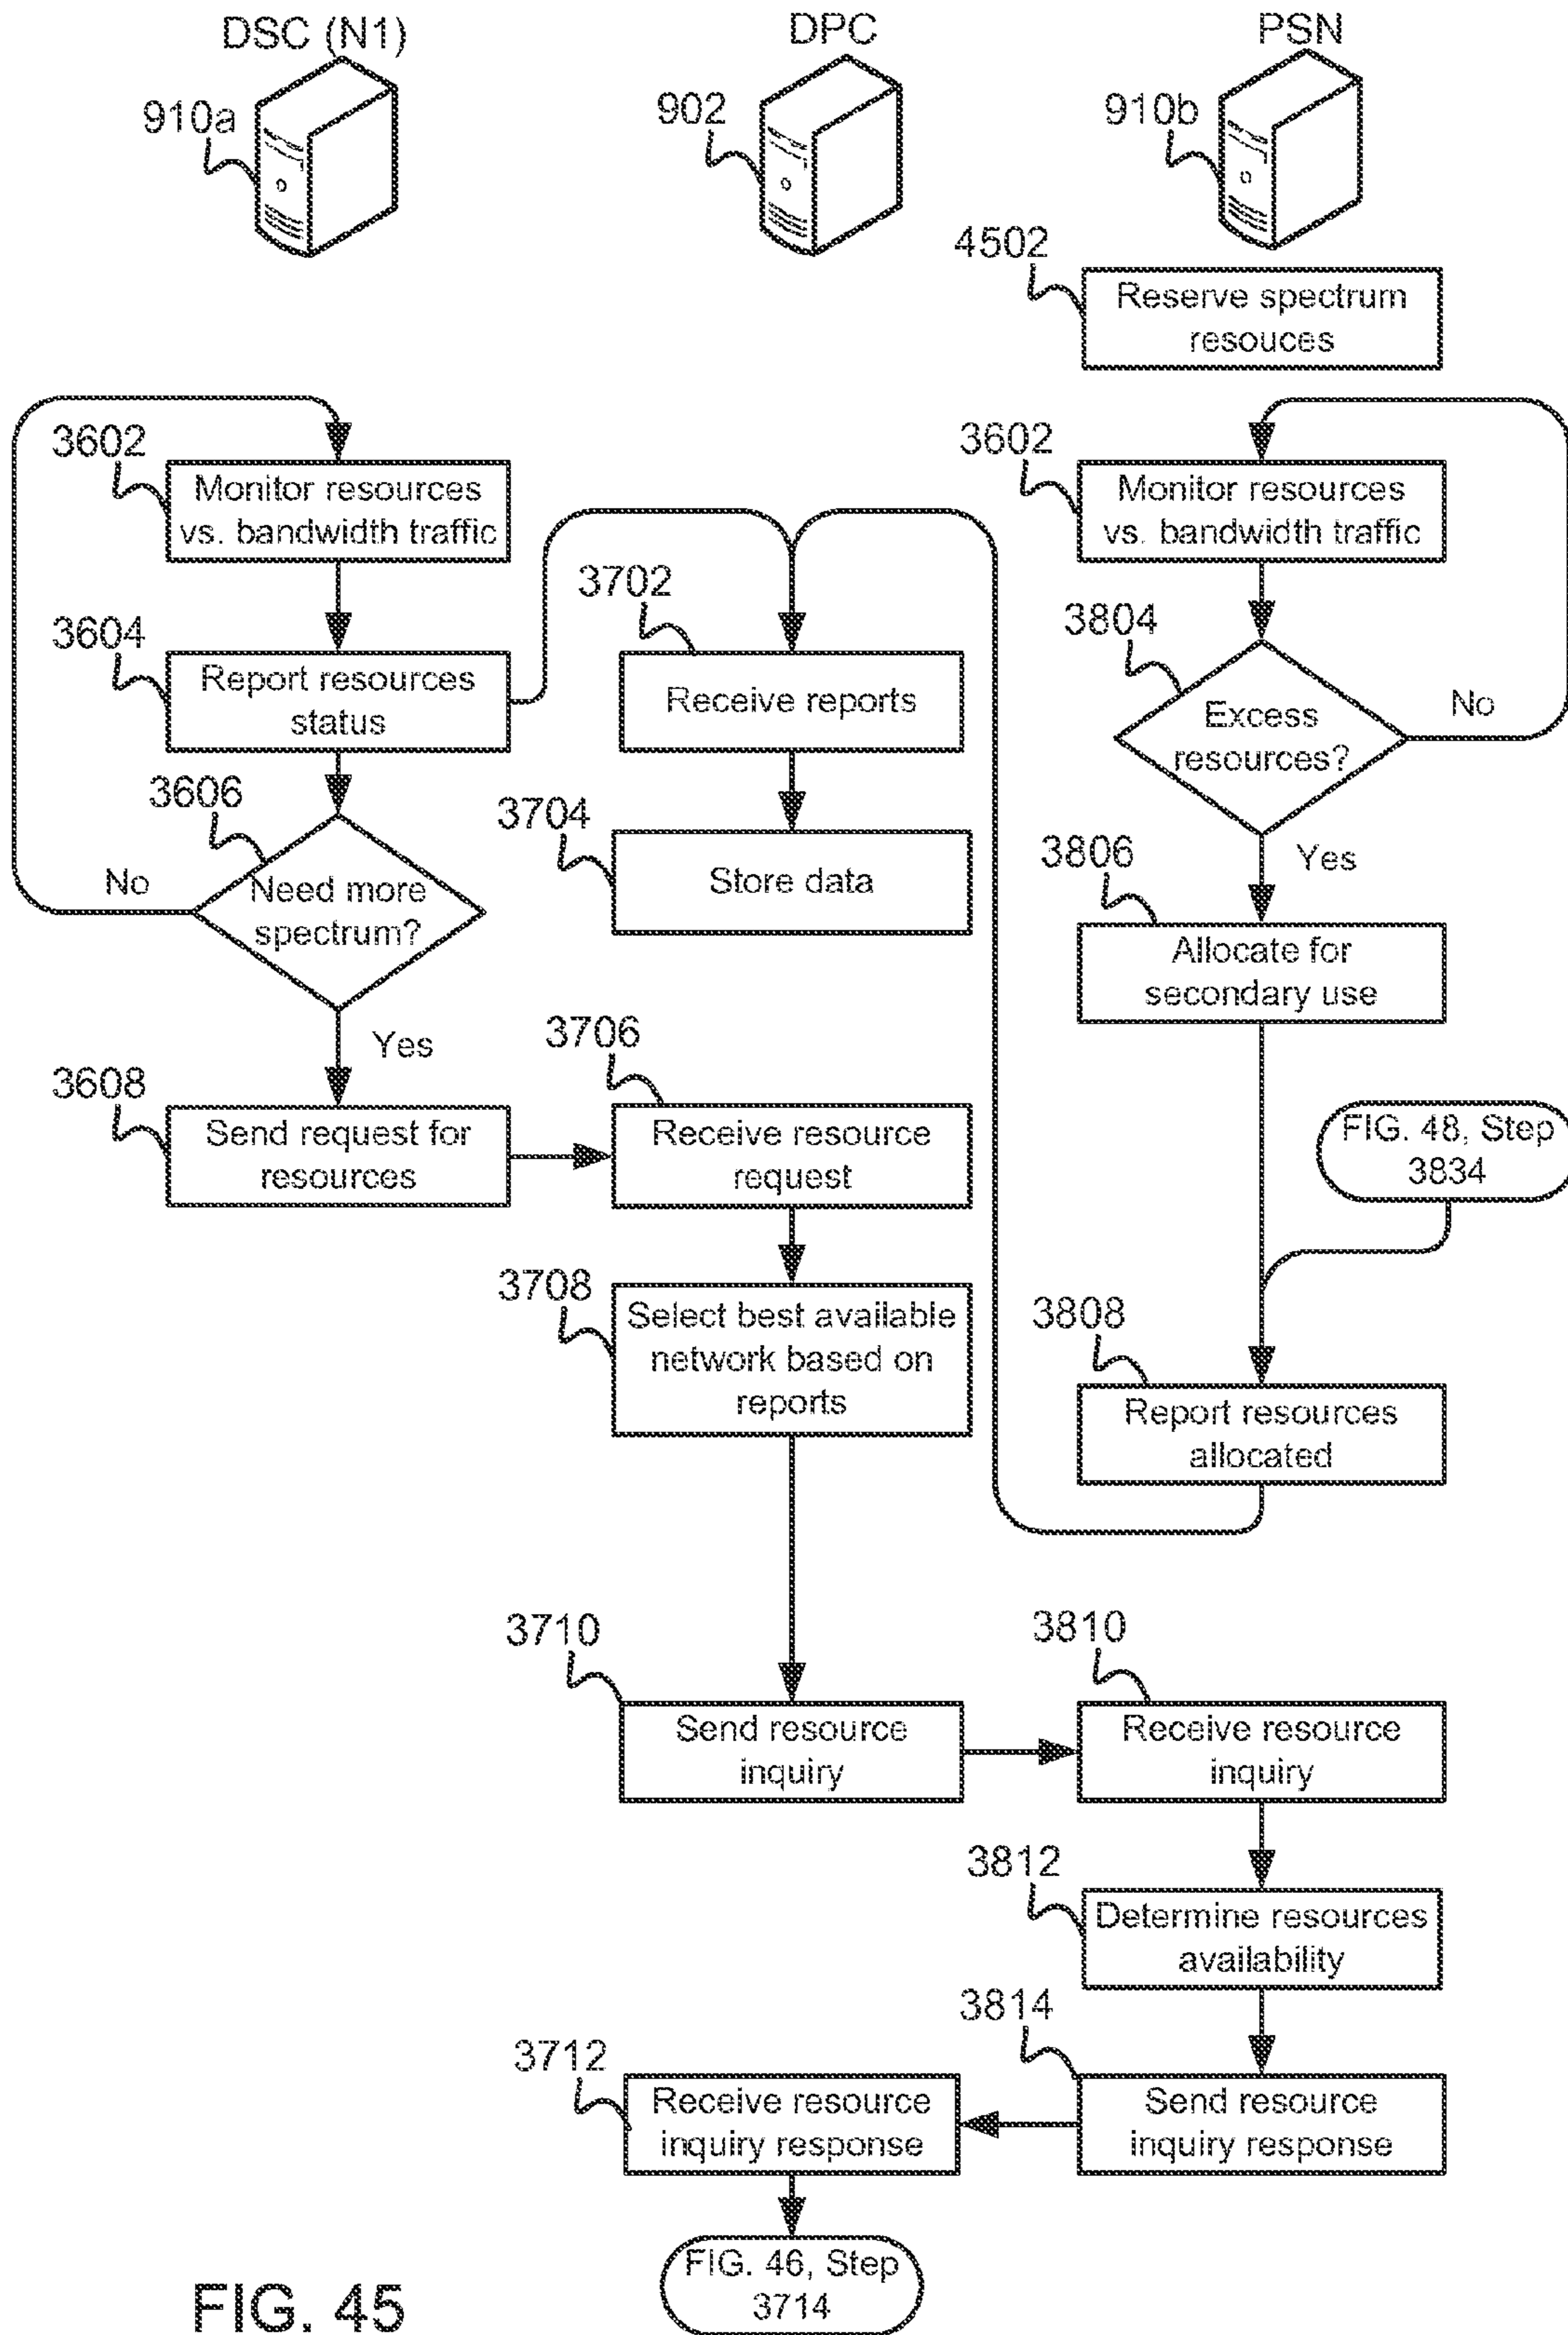 DSC (N1)
DPC
PSN
910a
902
910b
4502
Reserve spectrum
resouces
3602
Monitor resources
vs. bandwidth traffic
3602
Monitor resources
vs. bandwidth traffic
3604
Report resources
status
3702
Receive reports
3804
Excess
resources?
No
Yes
3606
Need more
spectrum?
No
Yes
3704
Store data
3806
Allocate for
secondary use
3608
Send request for
resources
3706
Receive resource
request
FIG. 48, Step
3834
3708
Select best available
network based on
reports
3808
Report resources
allocated
3710
Send resource
inquiry
3810
Receive resource
inquiry
3812
Determine resources
availability
3814
Send resource
inquiry response
3712
Receive resource
inquiry response
FIG. 46, Step
3714
FIG. 45